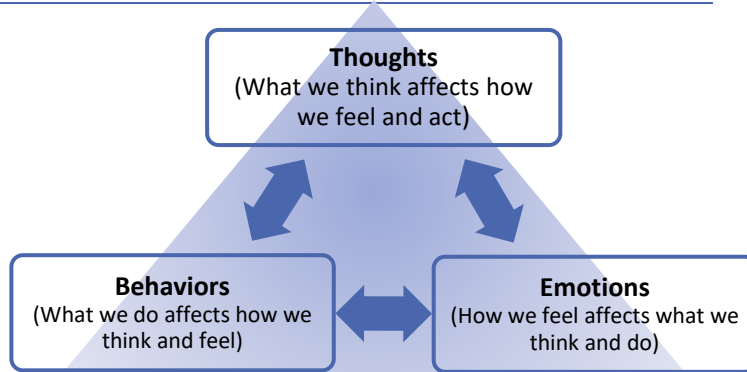 Thoughts
(What we think affects how
we feel and act)
Behaviors
(What we do affects how we
think and feel)
Emotions
(How we feel affects what we
think and do)